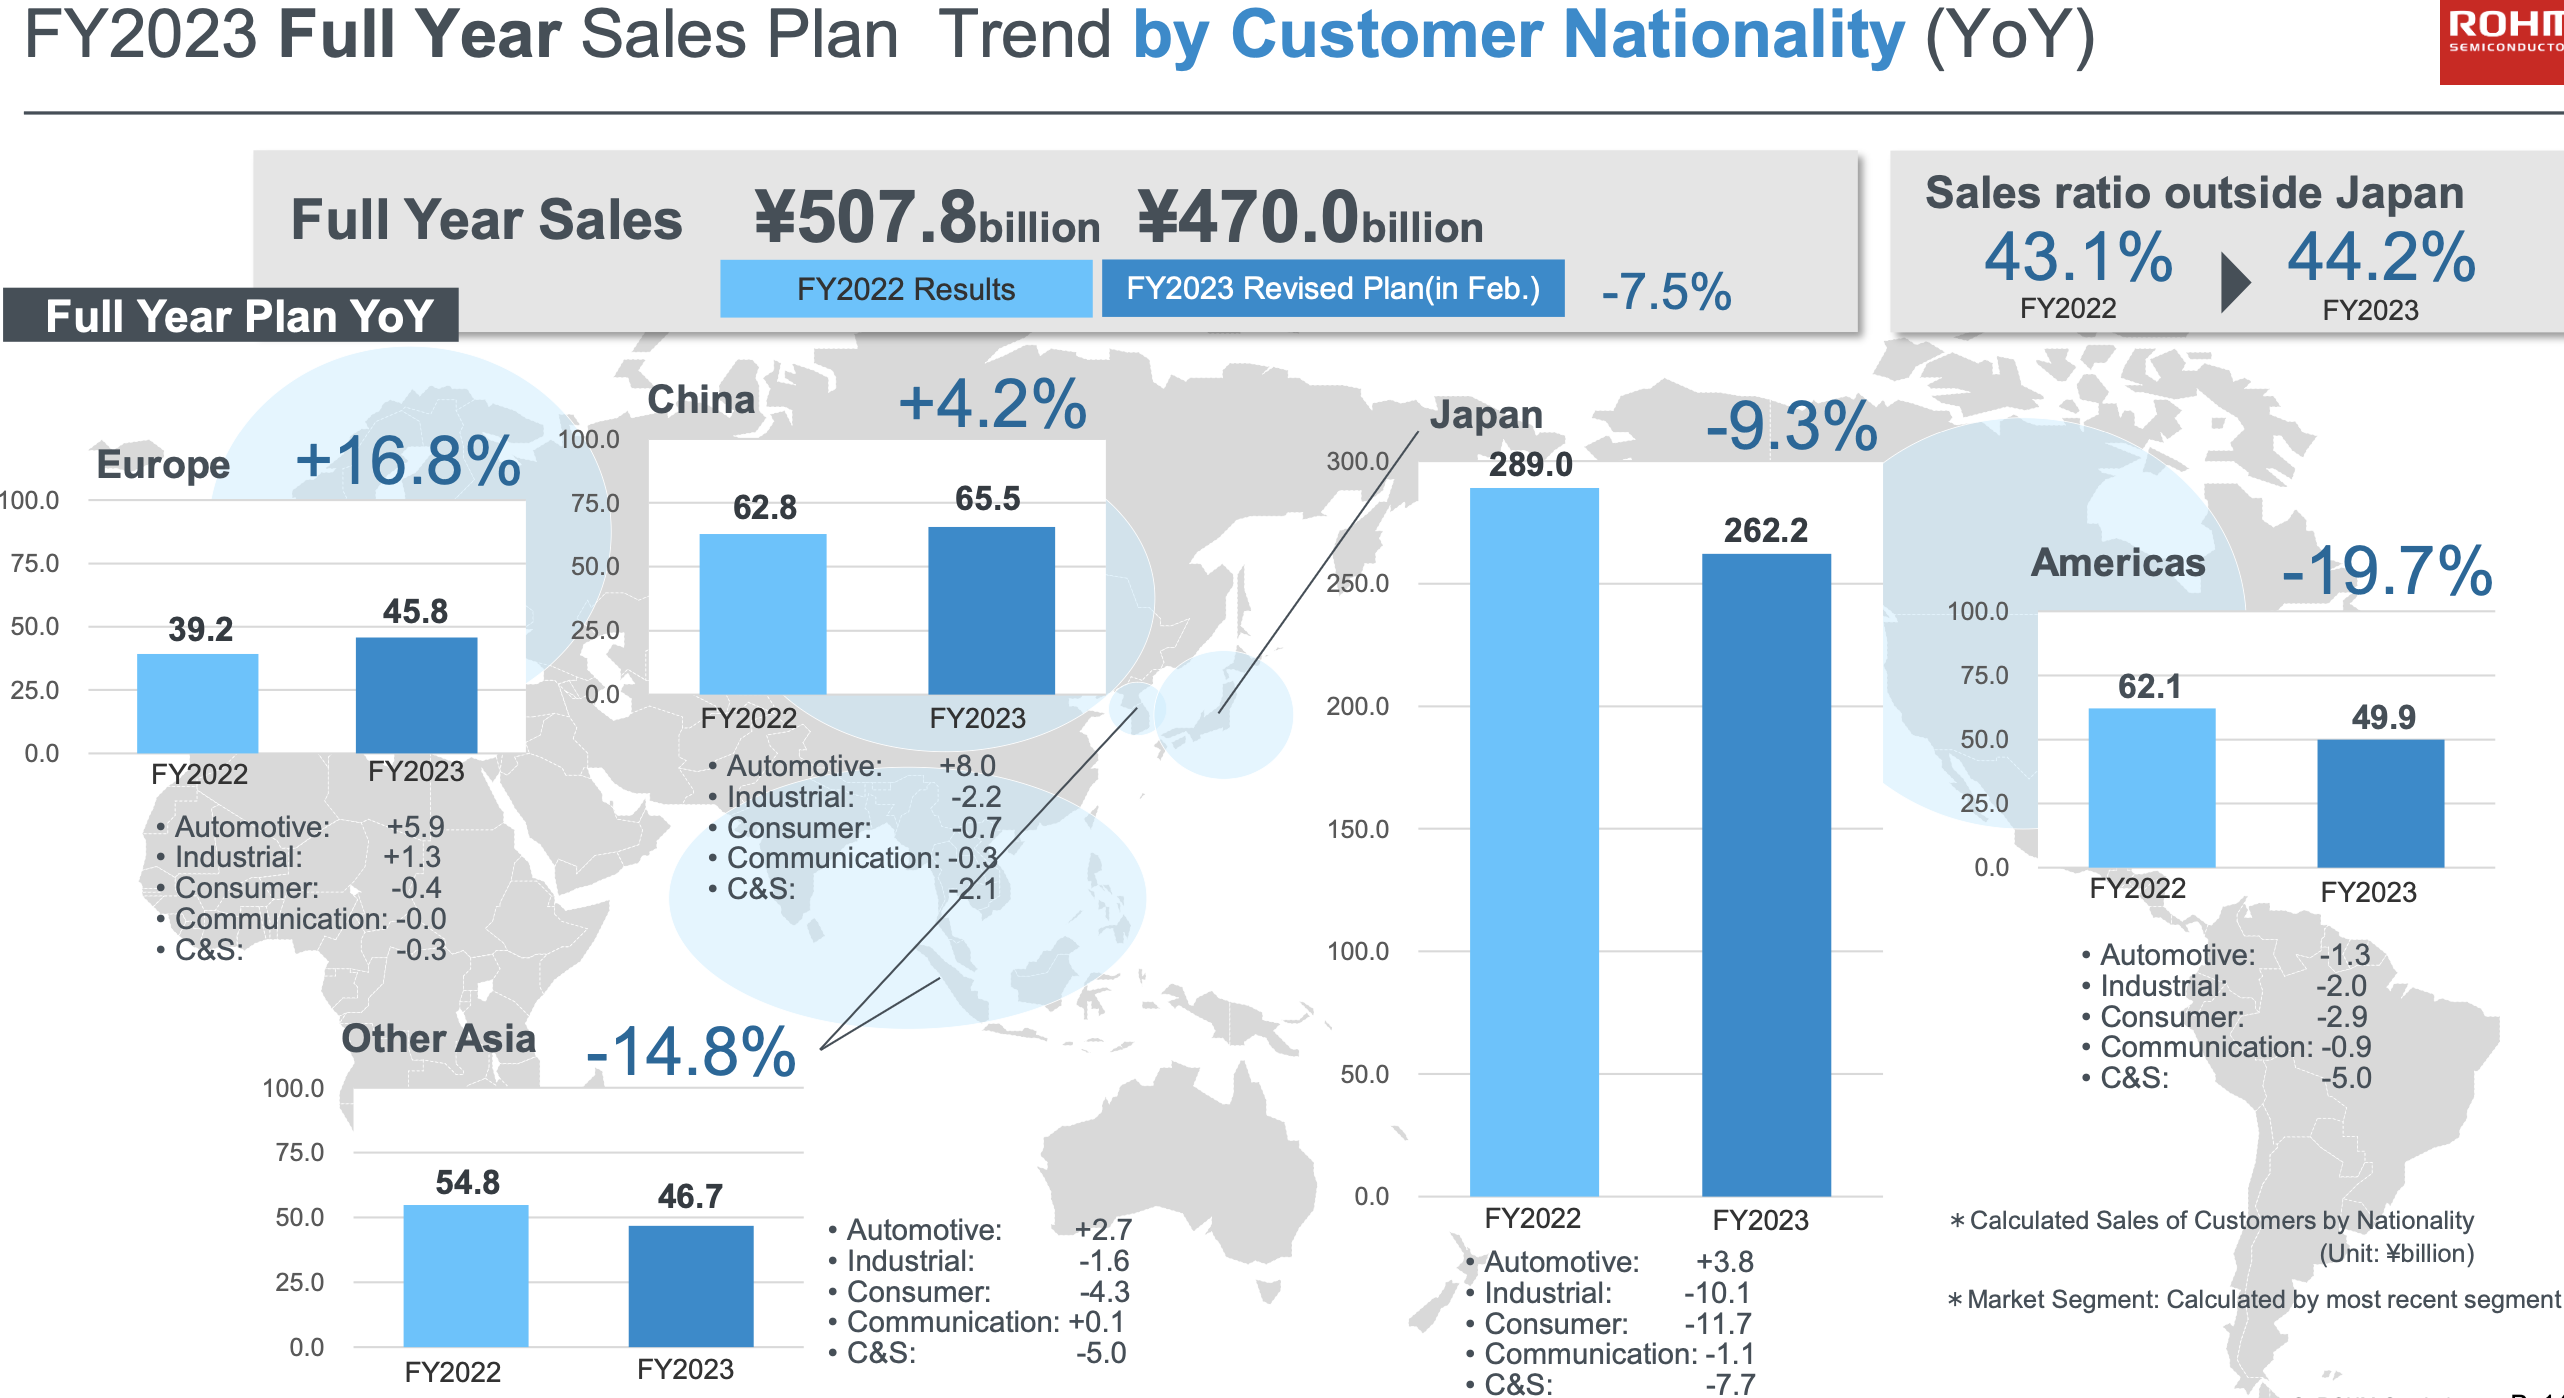 FY2023 Full Year Sales Plan Trend by Customer Nationality (YoY)
ROHM
SEMICONDUCTO
Full Year Sales ¥507.8billion ¥470.0billion
FY2022 Results FY2023 Revised Plan(in Feb.) -7.5%
Sales ratio outside Japan
43.1% 44.2%
FY2022 FY2023
Full Year Plan YoY
Europe +16.8%
100.0
75.0
50.0
25.0
0.0
39.2 45.8
FY2022 FY2023
• Automotive: +5.9
• Industrial: +1.3
• Consumer: -0.4
• Communication: -0.0
• C&S: -0.3
China +4.2%
100.0
75.0
50.0
25.0
0.0
62.8 65.5
FY2022 FY2023
• Automotive: +8.0
• Industrial: -2.2
• Consumer: -0.7
• Communication: -0.3
• C&S: -2.1
Other Asia -14.8%
100.0
75.0
50.0
25.0
0.0
54.8 46.7
FY2022 FY2023
• Automotive: +2.7
• Industrial: -1.6
• Consumer: -4.3
• Communication: +0.1
• C&S: -5.0
Japan -9.3%
300.0
250.0
200.0
150.0
100.0
50.0
0.0
289.0 262.2
FY2022 FY2023
• Automotive: +3.8
• Industrial: -10.1
• Consumer: -11.7
• Communication: -1.1
• C&S: -7.7
Americas -19.7%
100.0
75.0
50.0
25.0
0.0
62.1 49.9
FY2022 FY2023
• Automotive: -1.3
• Industrial: -2.0
• Consumer: -2.9
• Communication: -0.9
• C&S: -5.0
＊Calculated Sales of Customers by Nationality
(Unit: ¥billion)
＊Market Segment: Calculated by most recent segment